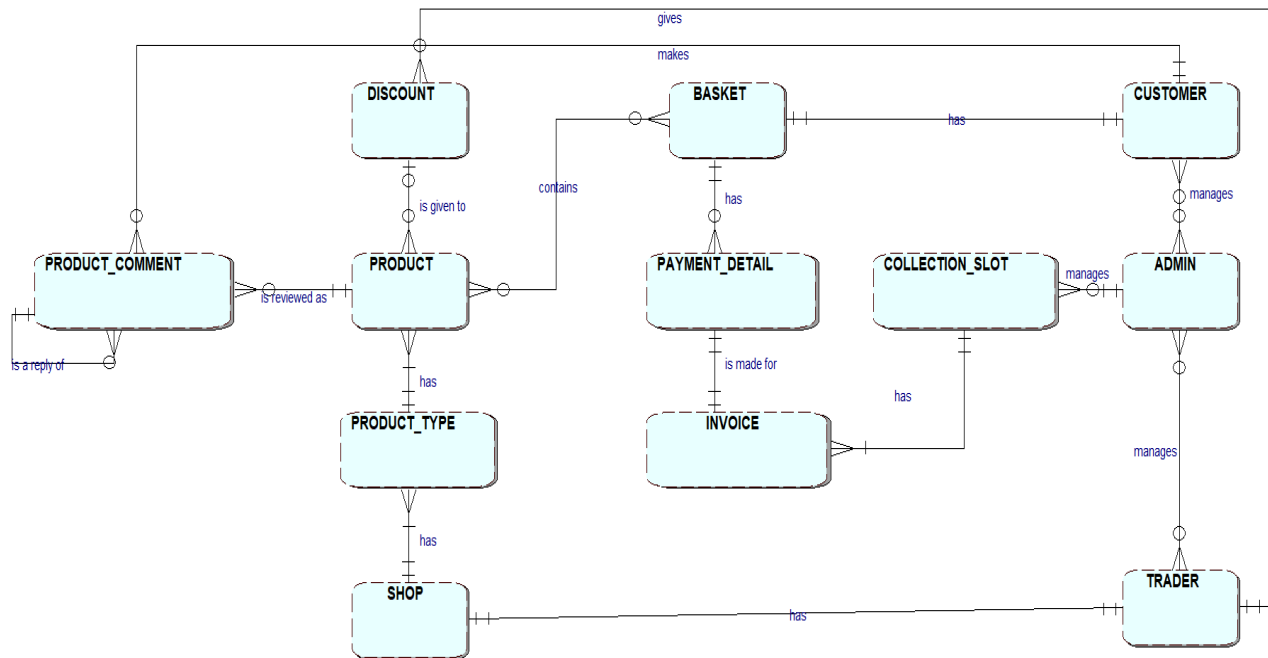 gives
makes
DISCOUNT
BASKET
CUSTOMER
has
contains
is given to
has
manages
PRODUCT_COMMENT
PRODUCT
PAYMENT_DETAIL
COLLECTION_SLOT
manages
ADMIN
is reviewed as
is a reply of
has
is made for
has
PRODUCT_TYPE
INVOICE
manages
has
SHOP
has
TRADER